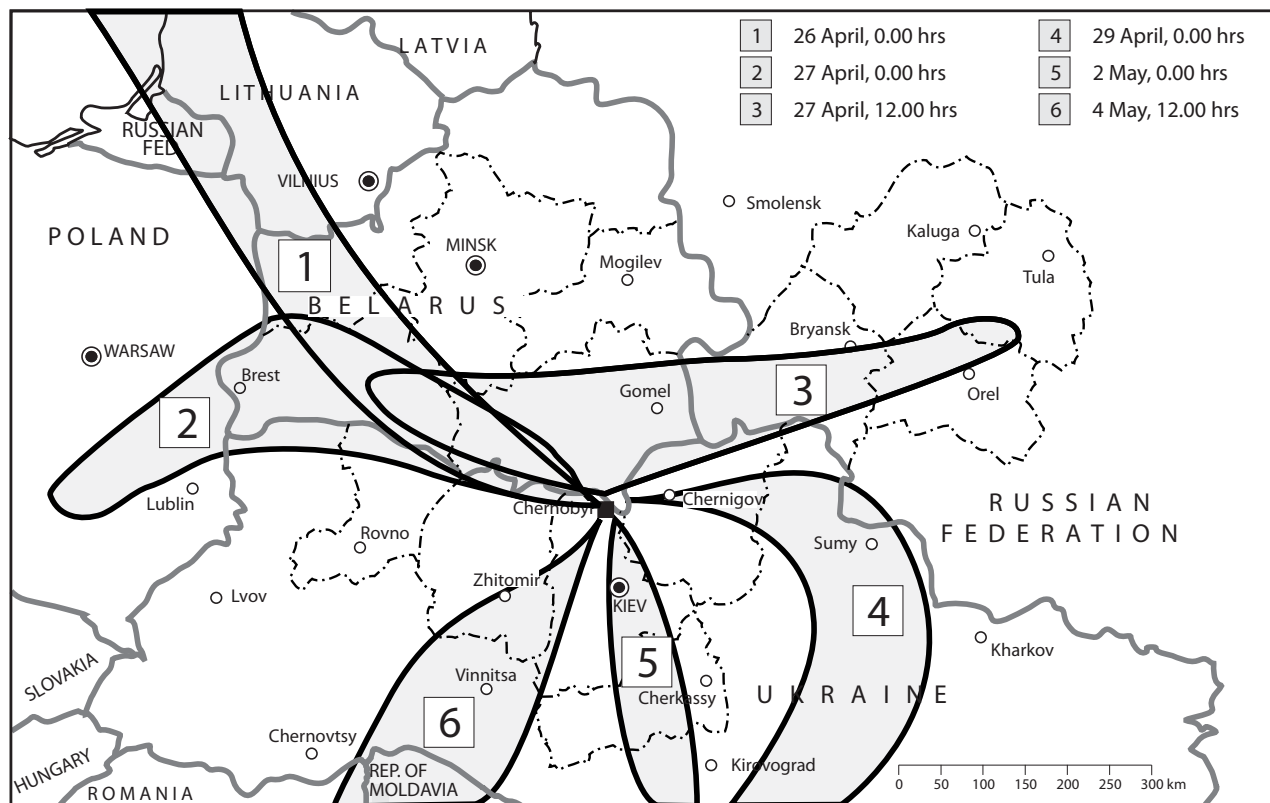 1 26 April, 0.00 hrs
2 27 April, 0.00 hrs
3 27 April, 12.00 hrs
4 29 April, 0.00 hrs
5 2 May, 0.00 hrs
6 4 May, 12.00 hrs
LATVIA
LITHUANIA
RUSSIAN
FED
VILNIUS
POLAND
Smolensk
Kaluga
Tula
MINSK
Mogilev
1
BELARUS
Bryansk
WARSAW
Brest
Gomel
3
Orel
2
Lublin
Chernobyl
Chernigov
RUSSIAN
FEDERATION
Rovno
Sumy
Zhitomir
KIEV
Lvov
4
Kharkov
SLOVAKIA
Vinnitsa
5
Cherkassy
UKRAINE
6
Chernovtsy
HUNGARY
REP. OF
MOLDAVIA
Kirovograd
ROMANIA
0 50 100 150 200 250 300 km